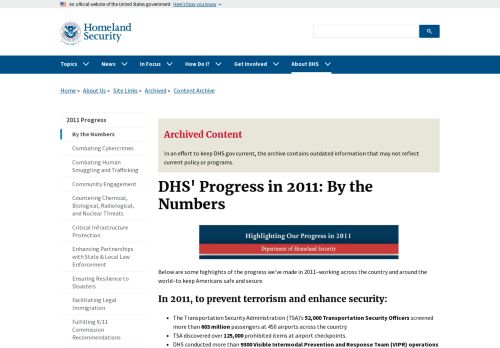 An official website of the United States government Here's how you know
Homeland
Security
Topics News In Focus How Do I? Get Involved About DHS
Home About Us Site Links Archived Content Archive
2011 Progress
By the Numbers
Combating Cybercrimes
Combating Human
Smuggling and Trafficking
Community Engagement
Countering Chemical,
Biological, Radiological,
and Nuclear Threats
Critical Infrastructure
Protection
Enhancing Partnerships
with State & Local Law
Enforcement
Ensuring Resilience to
Disasters
Facilitating Legal
Immigration
Fulfilling 9/11
Commission
Recommendations
Archived Content
In an effort to keep DHS.gov current, the archive contains outdated information that may not reflect
current policy or programs.
DHS' Progress in 2011: By the
Numbers
Highlighting Our Progress in 2011
Department of Homeland Security
Below are some highlights of the progress we've made in 2011–working across the country and around the
world–to keep Americans safe and secure.
In 2011, to prevent terrorism and enhance security:
• The Transportation Security Administration (TSA)'s 52,000 Transportation Security Officers screened
more than 603 million passengers at 450 airports across the country.
• TSA discovered over 125,000 prohibited items at airport checkpoints.
• DHS conducted more than 9300 Visible Intermodal Prevention and Response Team (VIPR) operations